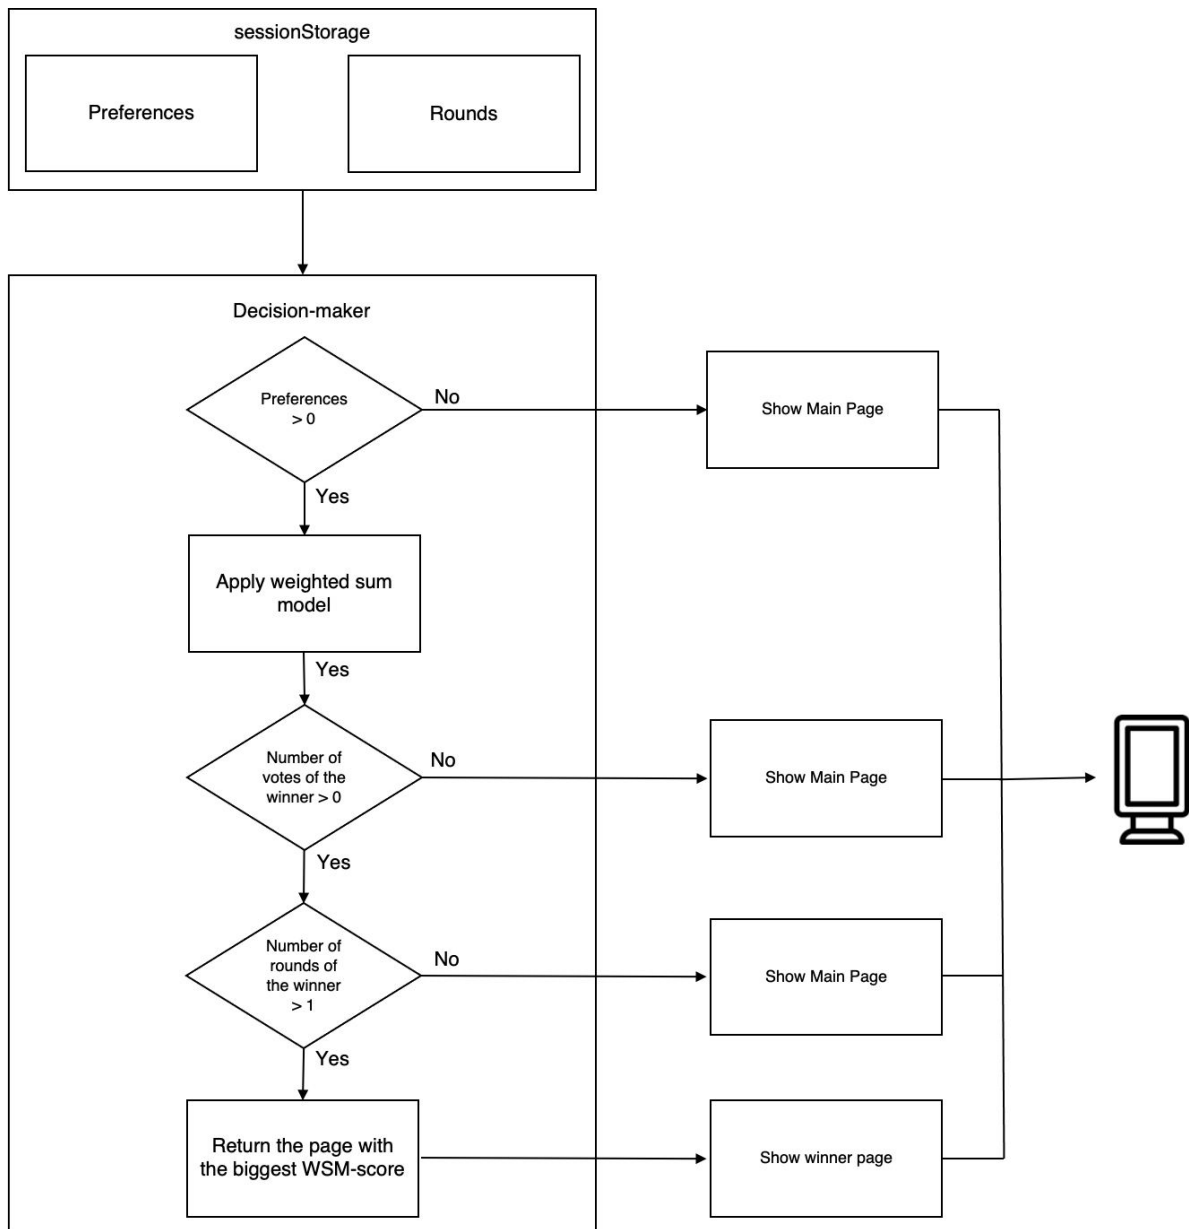 sessionStorage
Preferences
Rounds
Decision-maker
Preferences
> 0
No
Show Main Page
Yes
Apply weighted sum
model
Yes
Number of
votes of the
winner > 0
No
Show Main Page
Yes
Number of
rounds of
the winner
> 1
No
Show Main Page
Yes
Return the page with
the biggest WSM-score
Show winner page